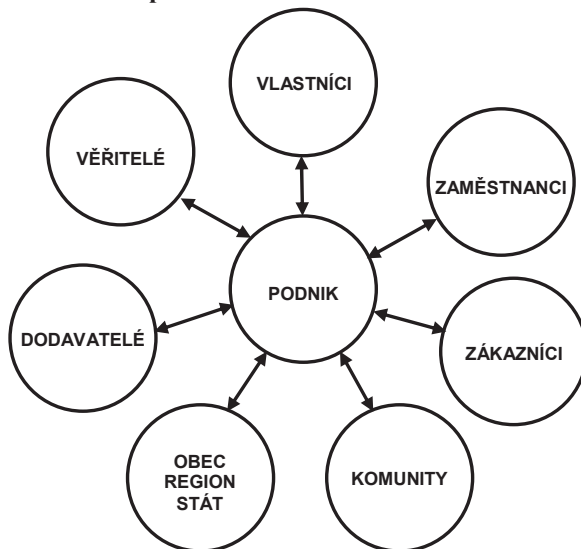 VLASTNÍCI
VĚŘITELÉ
ZAMĚSTNANCI
PODNIK
DODAVATELÉ
ZÁKAZNÍCI
OBEC
REGION
STÁT
KOMUNITY